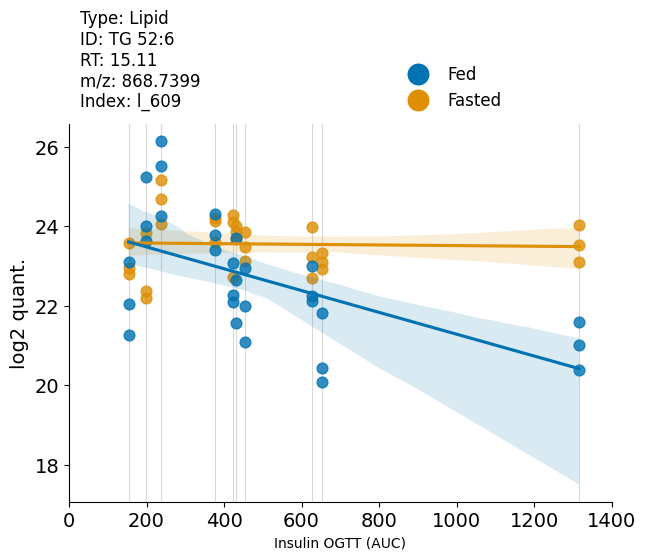 Type: Lipid
ID: TG 52:6
RT: 15.11
m/z: 868.7399
Index: l_609
Fed
Fasted
26
24
22
20
18
log2 quant.
0 200 400 600 800 1000 1200 1400
Insulin OGTT (AUC)